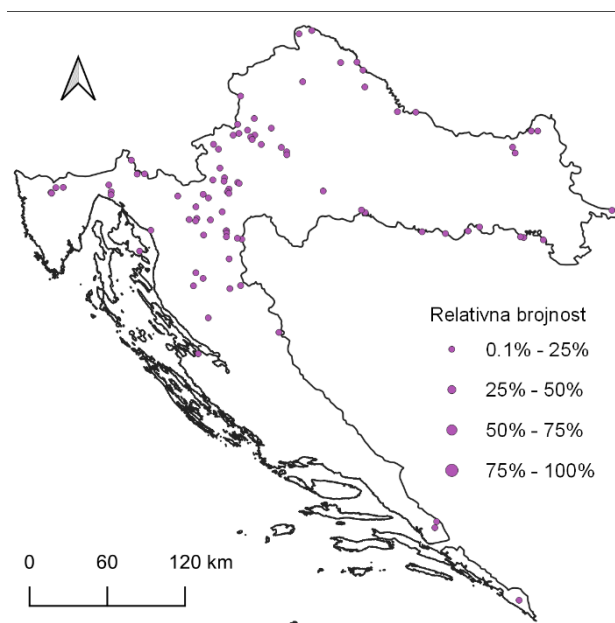 Relativna brojnost
0.1% - 25%
25% - 50%
50% - 75%
75% - 100%
0 60 120 km